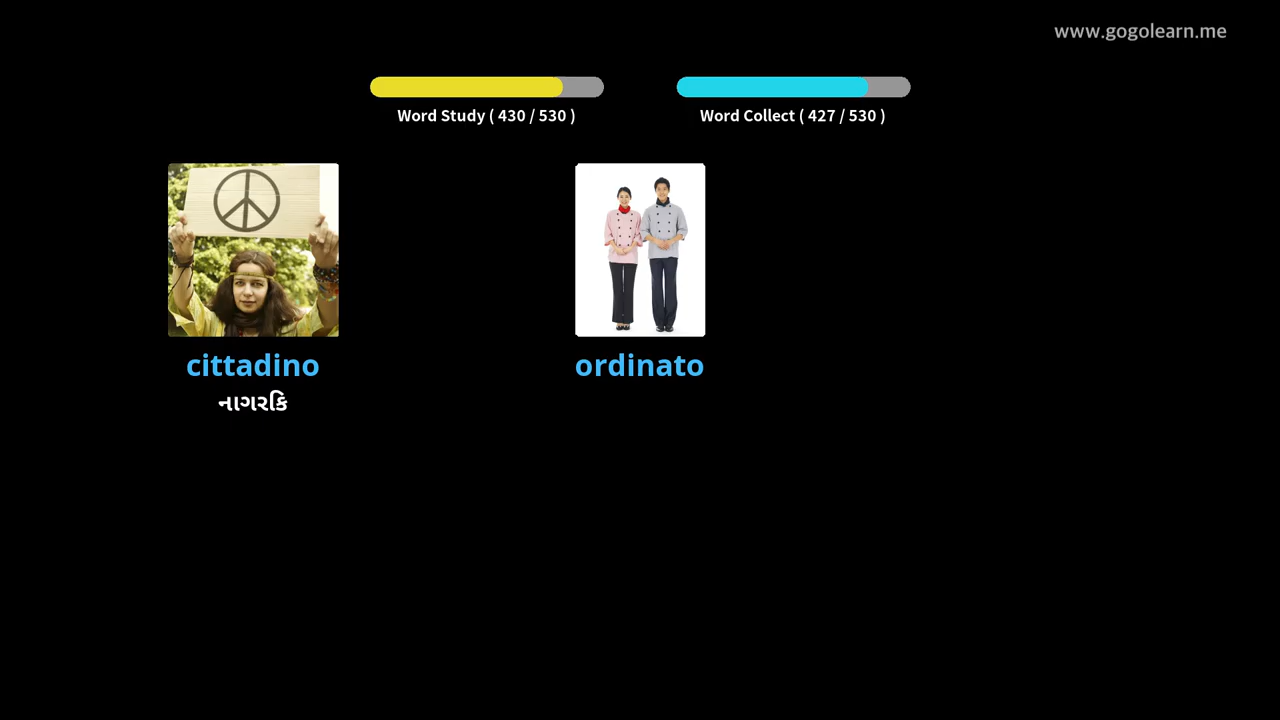 www.gogolearn.me
Word Study ( 430 / 530 )
Word Collect ( 427 / 530 )
cittadino
ordinato
નાગરિક